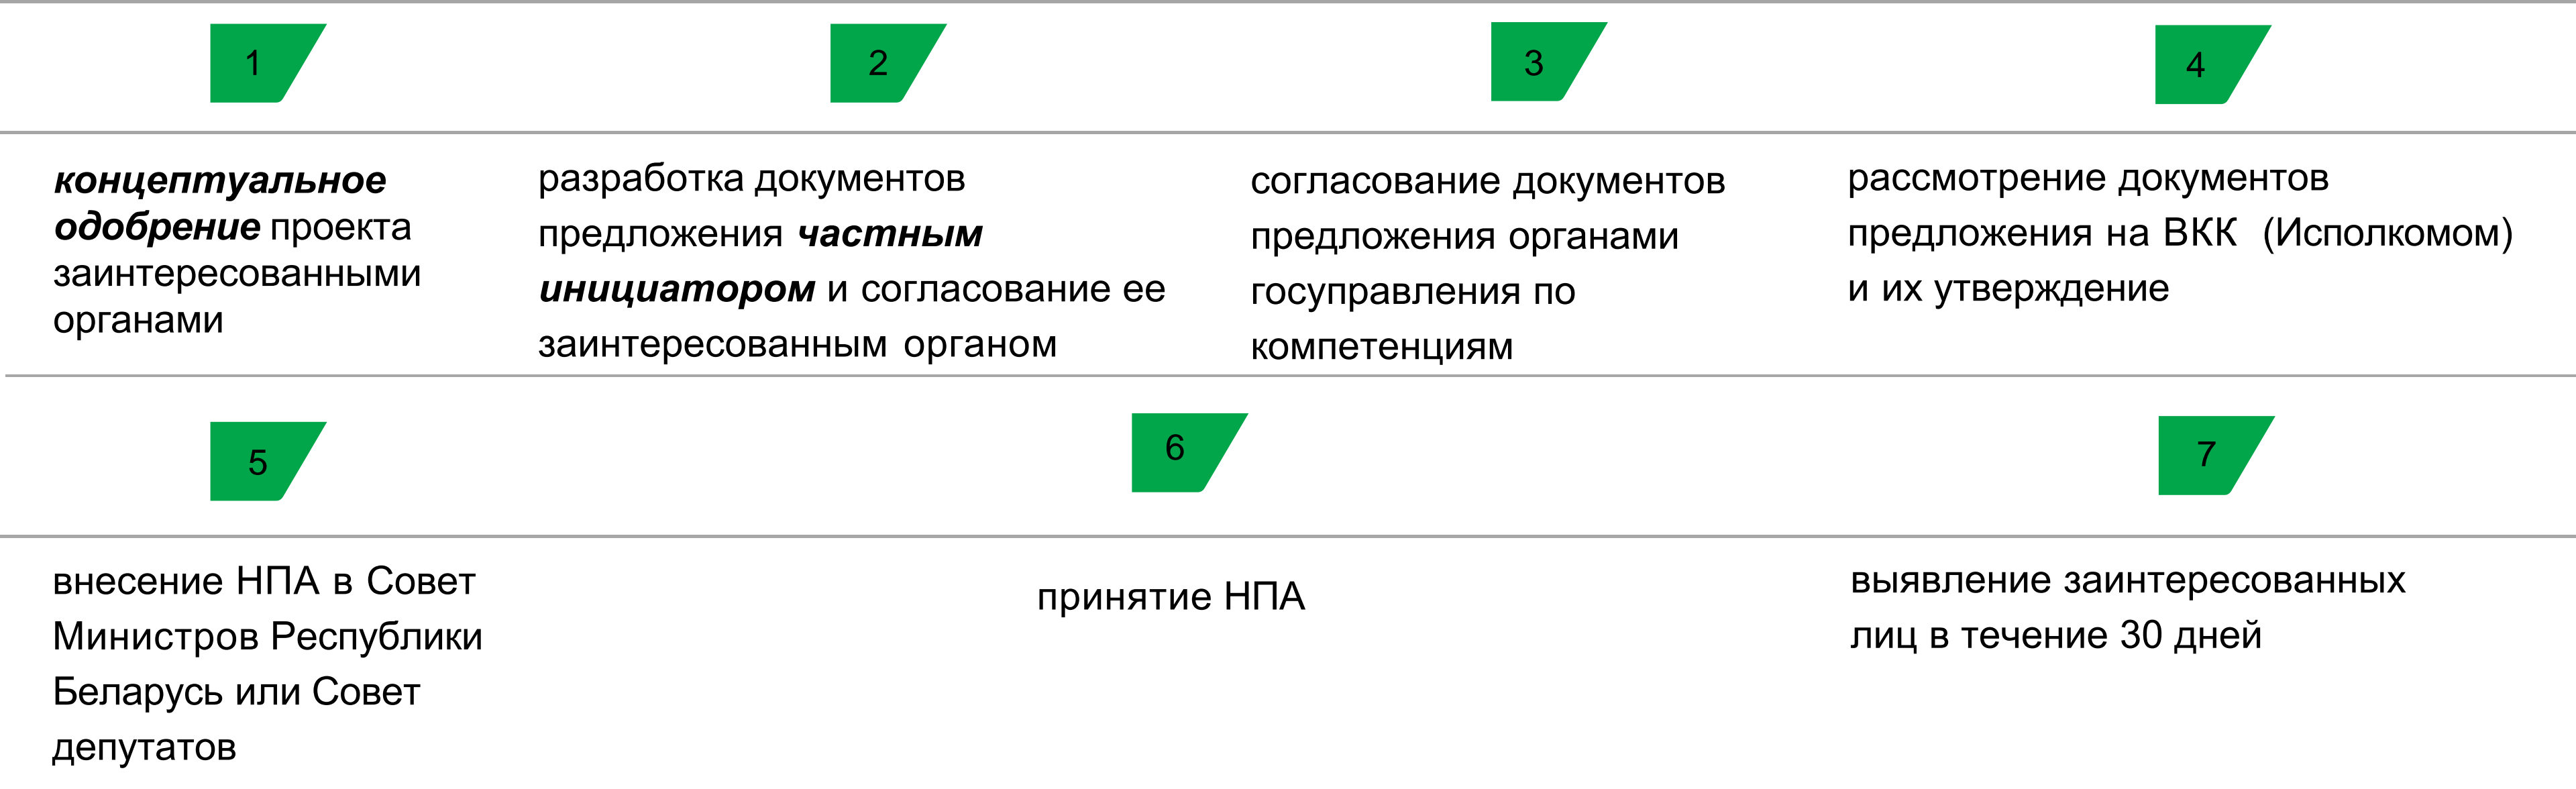 1
2
3
4
концептуальное
одобрение проекта
заинтересованными
органами
разработка документов
предложения частным
инициатором и согласование ее
заинтересованным органом
согласование документов
предложения органами
госуправления по
компетенциям
рассмотрение документов
предложения на ВКК (Исполкомом)
и их утверждение
5
6
7
внесение НПА в Совет
Министров Республики
Беларусь или Совет
депутатов
принятие НПА
выявление заинтересованных
лиц в течение 30 дней